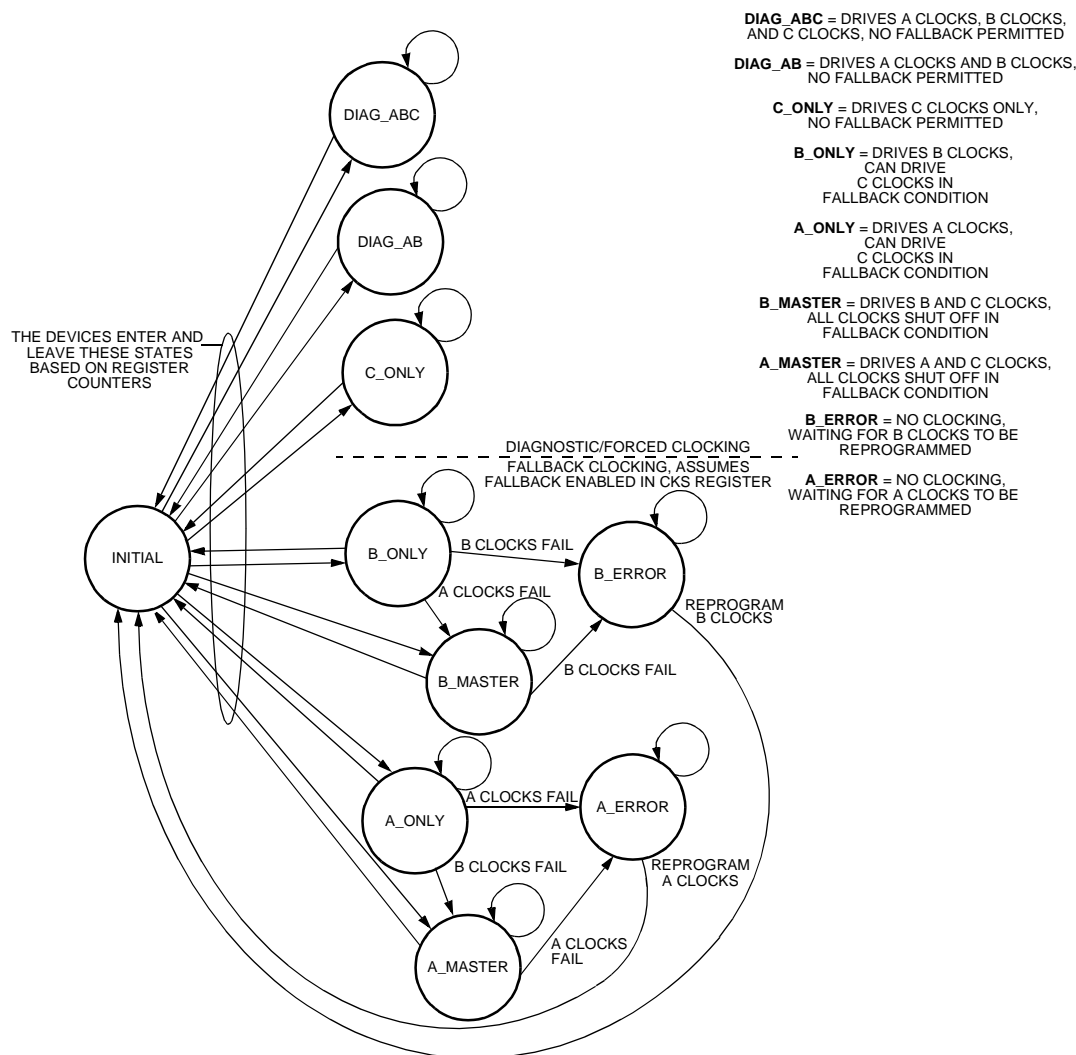 DIAG_ABC = DRIVES A CLOCKS, B CLOCKS,
AND C CLOCKS, NO FALLBACK PERMITTED
DIAG_AB = DRIVES A CLOCKS AND B CLOCKS,
NO FALLBACK PERMITTED
C_ONLY = DRIVES C CLOCKS ONLY,
NO FALLBACK PERMITTED
B_ONLY = DRIVES B CLOCKS,
CAN DRIVE
C CLOCKS IN
FALLBACK CONDITION
A_ONLY = DRIVES A CLOCKS,
CAN DRIVE
C CLOCKS IN
FALLBACK CONDITION
B_MASTER = DRIVES B AND C CLOCKS,
ALL CLOCKS SHUT OFF IN
FALLBACK CONDITION
A_MASTER = DRIVES A AND C CLOCKS,
ALL CLOCKS SHUT OFF IN
FALLBACK CONDITION
B_ERROR = NO CLOCKING,
WAITING FOR B CLOCKS TO BE
REPROGRAMMED
A_ERROR = NO CLOCKING,
WAITING FOR A CLOCKS TO BE
REPROGRAMMED
DIAG_ABC
DIAG_AB
THE DEVICES ENTER AND
LEAVE THESE STATES
BASED ON REGISTER
COUNTERS
C_ONLY
DIAGNOSTIC/FORCED CLOCKING
FALLBACK CLOCKING, ASSUMES
FALLBACK ENABLED IN CKS REGISTER
INITIAL
B_ONLY
B CLOCKS FAIL
B_ERROR
A CLOCKS FAIL
REPROGRAM
B CLOCKS
B_MASTER
B CLOCKS FAIL
A_ONLY
A CLOCKS FAIL
A_ERROR
B CLOCKS FAIL
REPROGRAM
A CLOCKS
A_MASTER
A CLOCKS
FAIL